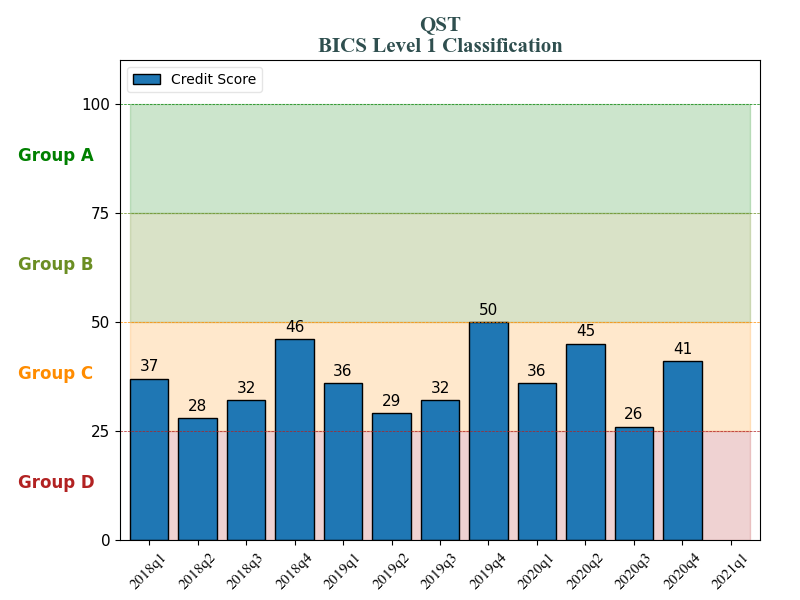 QST
BICS Level 1 Classification
Credit Score
100
Group A
75
Group B
50
Group C
25
Group D
0
37
28
32
46
36
29
32
50
36
45
26
41
2018q1
2018q2
2018q3
2018q4
2019q1
2019q2
2019q3
2019q4
2020q1
2020q2
2020q3
2020q4
2021q1